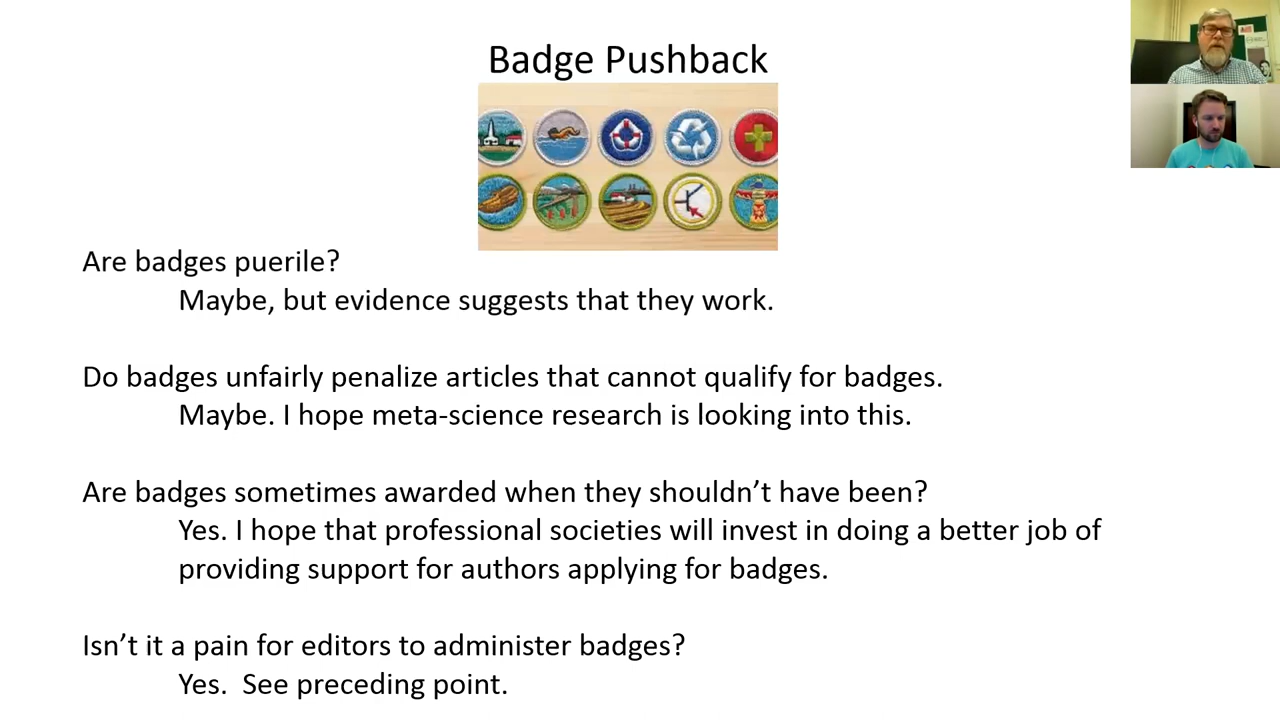 Badge Pushback
Are badges puerile?
Maybe, but evidence suggests that they work.
Do badges unfairly penalize articles that cannot qualify for badges.
Maybe. I hope meta-science research is looking into this.
Are badges sometimes awarded when they shouldn’t have been?
Yes. I hope that professional societies will invest in doing a better job of
providing support for authors applying for badges.
Isn’t it a pain for editors to administer badges?
Yes.  See preceding point.